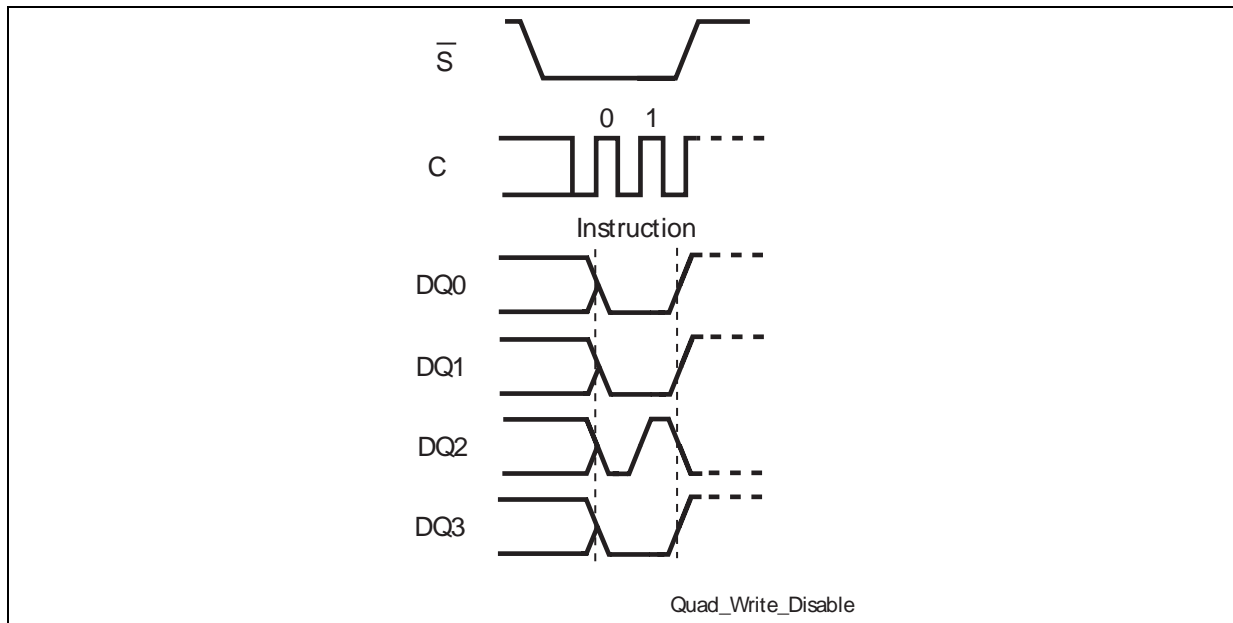 S̅
0 1
C
Instruction
DQ0
DQ1
DQ2
DQ3
Quad_Write_Disable